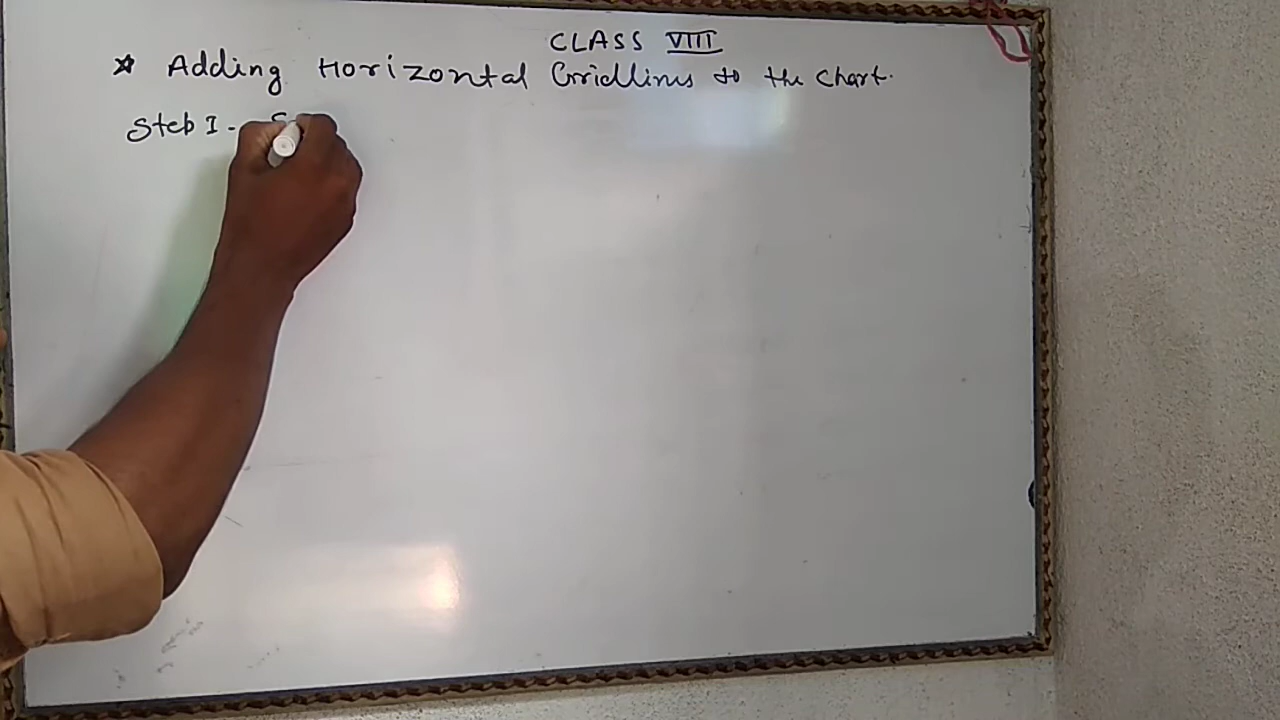 CLASS VIII
☆ Adding Horizontal Gridlines to the Chart.
Step I - S